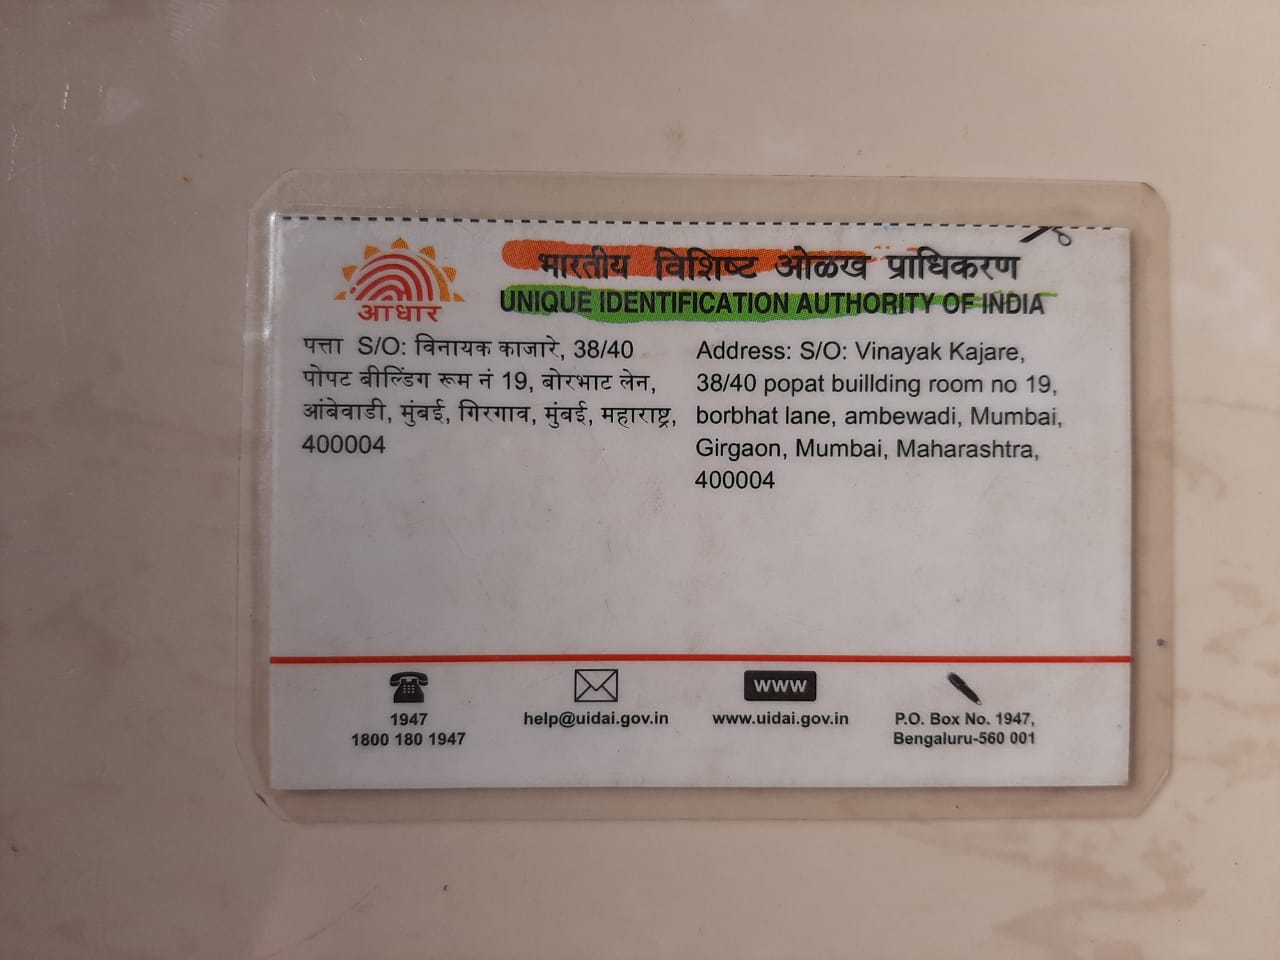 भारतीय विशिष्ट ओळख प्राधिकरण
UNIQUE IDENTIFICATION AUTHORITY OF INDIA
आधार
पत्ता S/O: विनायक काजारे, 38/40
पोपट बील्डिंग रूम नं 19, बोरभाट लेन,
आंबेवाडी, मुंबई, गिरगाव, मुंबई, महाराष्ट्र,
400004
Address: S/O: Vinayak Kajare,
38/40 popat buillding room no 19,
borbhat lane, ambewadi, Mumbai,
Girgaon, Mumbai, Maharashtra,
400004
1947
1800 180 1947
help@uidai.gov.in
WWW
www.uidai.gov.in
P.O. Box No. 1947,
Bengaluru-560 001